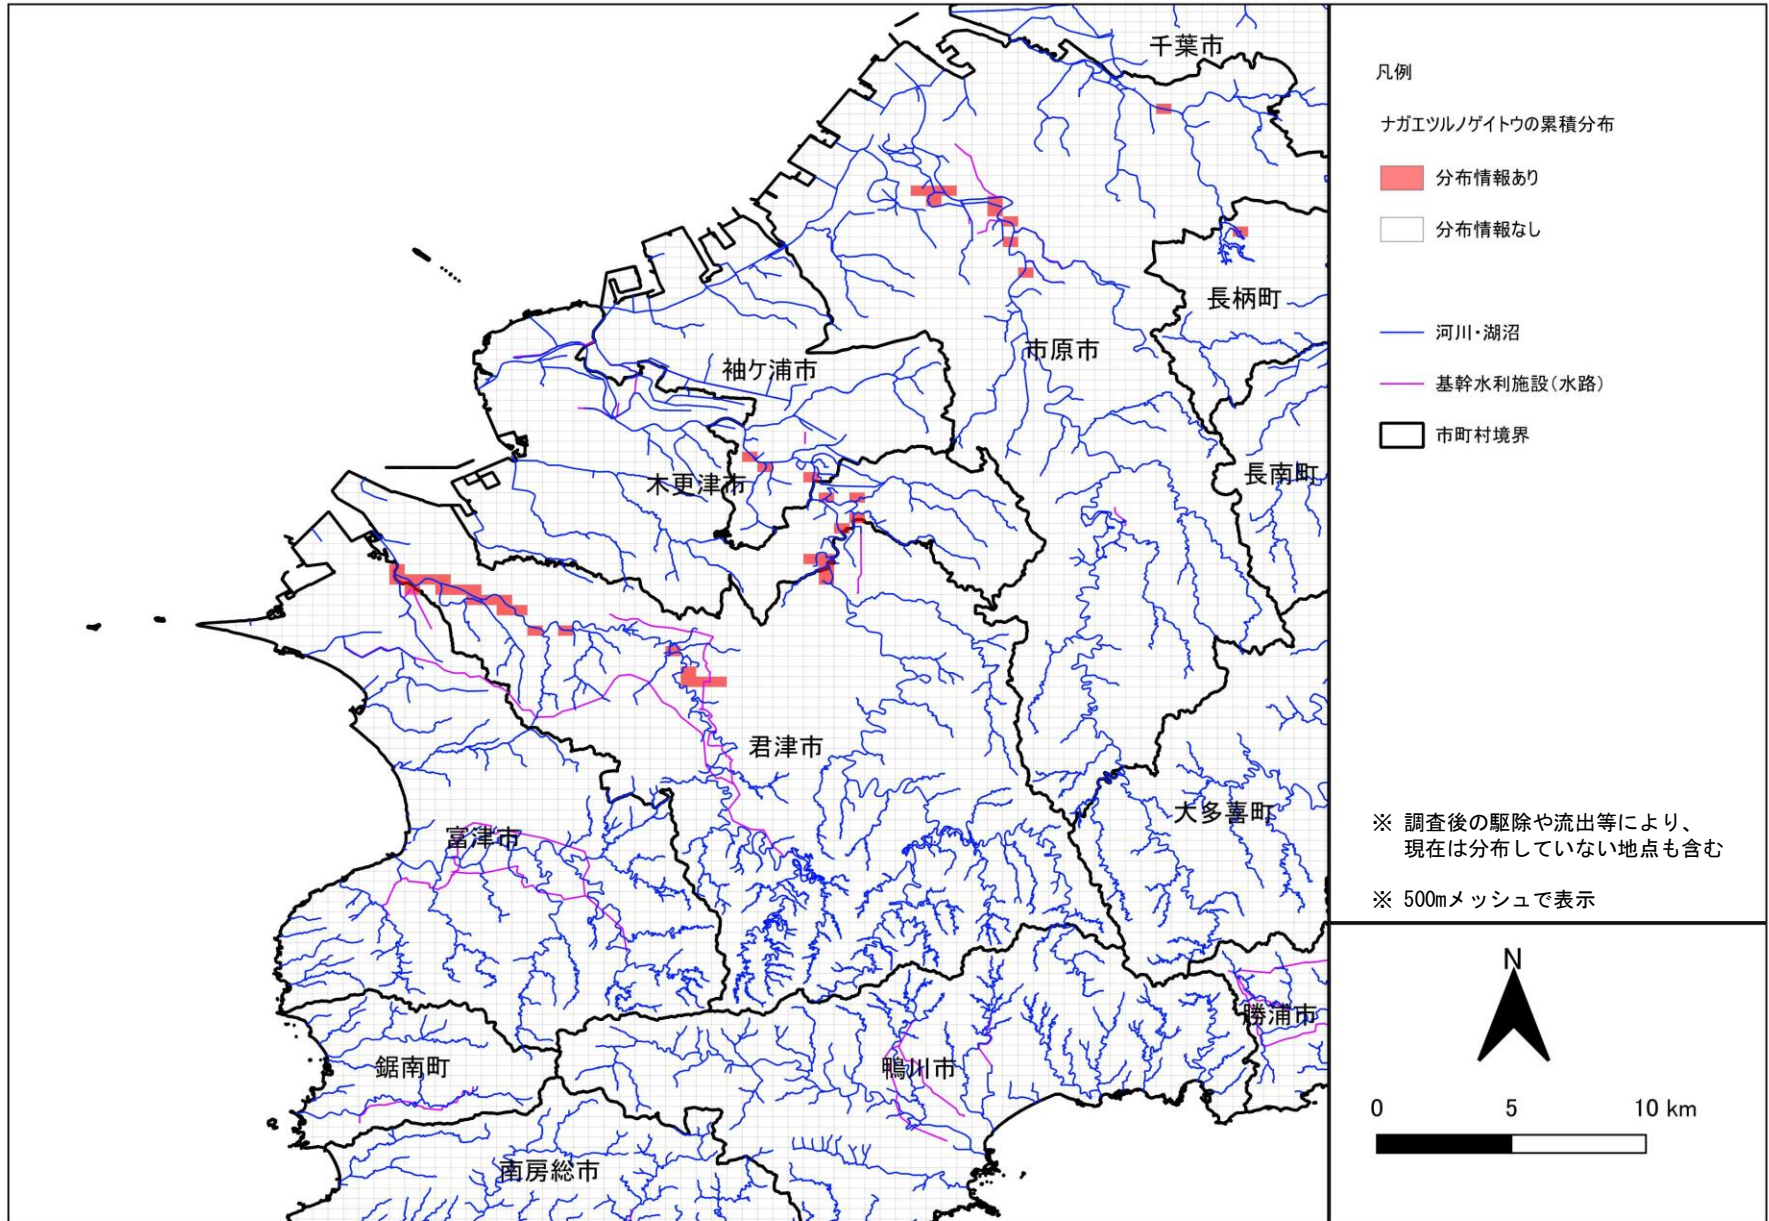 千葉市
長柄町
市原市
袖ケ浦市
長南町
木更津市
君津市
大多喜町
富津市
勝浦市
鋸南町
鴨川市
南房総市
凡例
ナガエツルノゲイトウの累積分布
分布情報あり
分布情報なし
河川・湖沼
基幹水利施設(水路)
市町村境界
※ 調査後の駆除や流出等により、
現在は分布していない地点も含む
※ 500mメッシュで表示
N
0 5 10 km